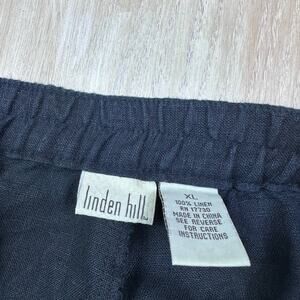 linden hill
XL
100% LINEN
RN 17730
MADE IN CHINA
SEE REVERSE
FOR CARE
INSTRUCTIONS